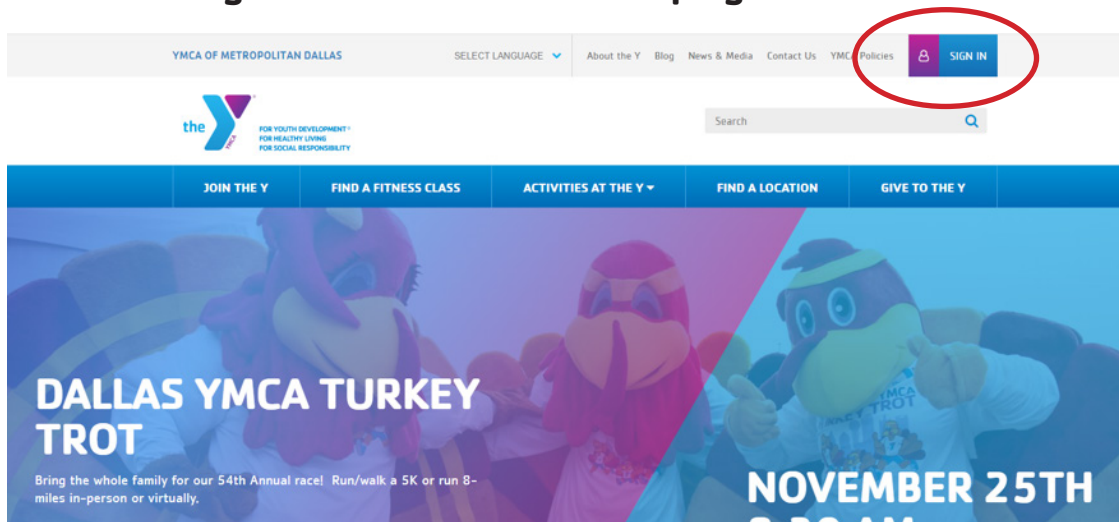 YMCA OF METROPOLITAN DALLAS SELECT LANGUAGE About the Y Blog News & Media Contact Us YMCA Policies SIGN IN
the YMCA
FOR YOUTH DEVELOPMENT®
FOR HEALTHY LIVING
FOR SOCIAL RESPONSIBILITY
Search
JOIN THE Y FIND A FITNESS CLASS ACTIVITIES AT THE Y FIND A LOCATION GIVE TO THE Y
YMCA
TROT
DALLAS YMCA TURKEY
TROT
Bring the whole family for our 54th Annual race! Run/walk a 5K or run 8-
miles in-person or virtually.
NOVEMBER 25TH